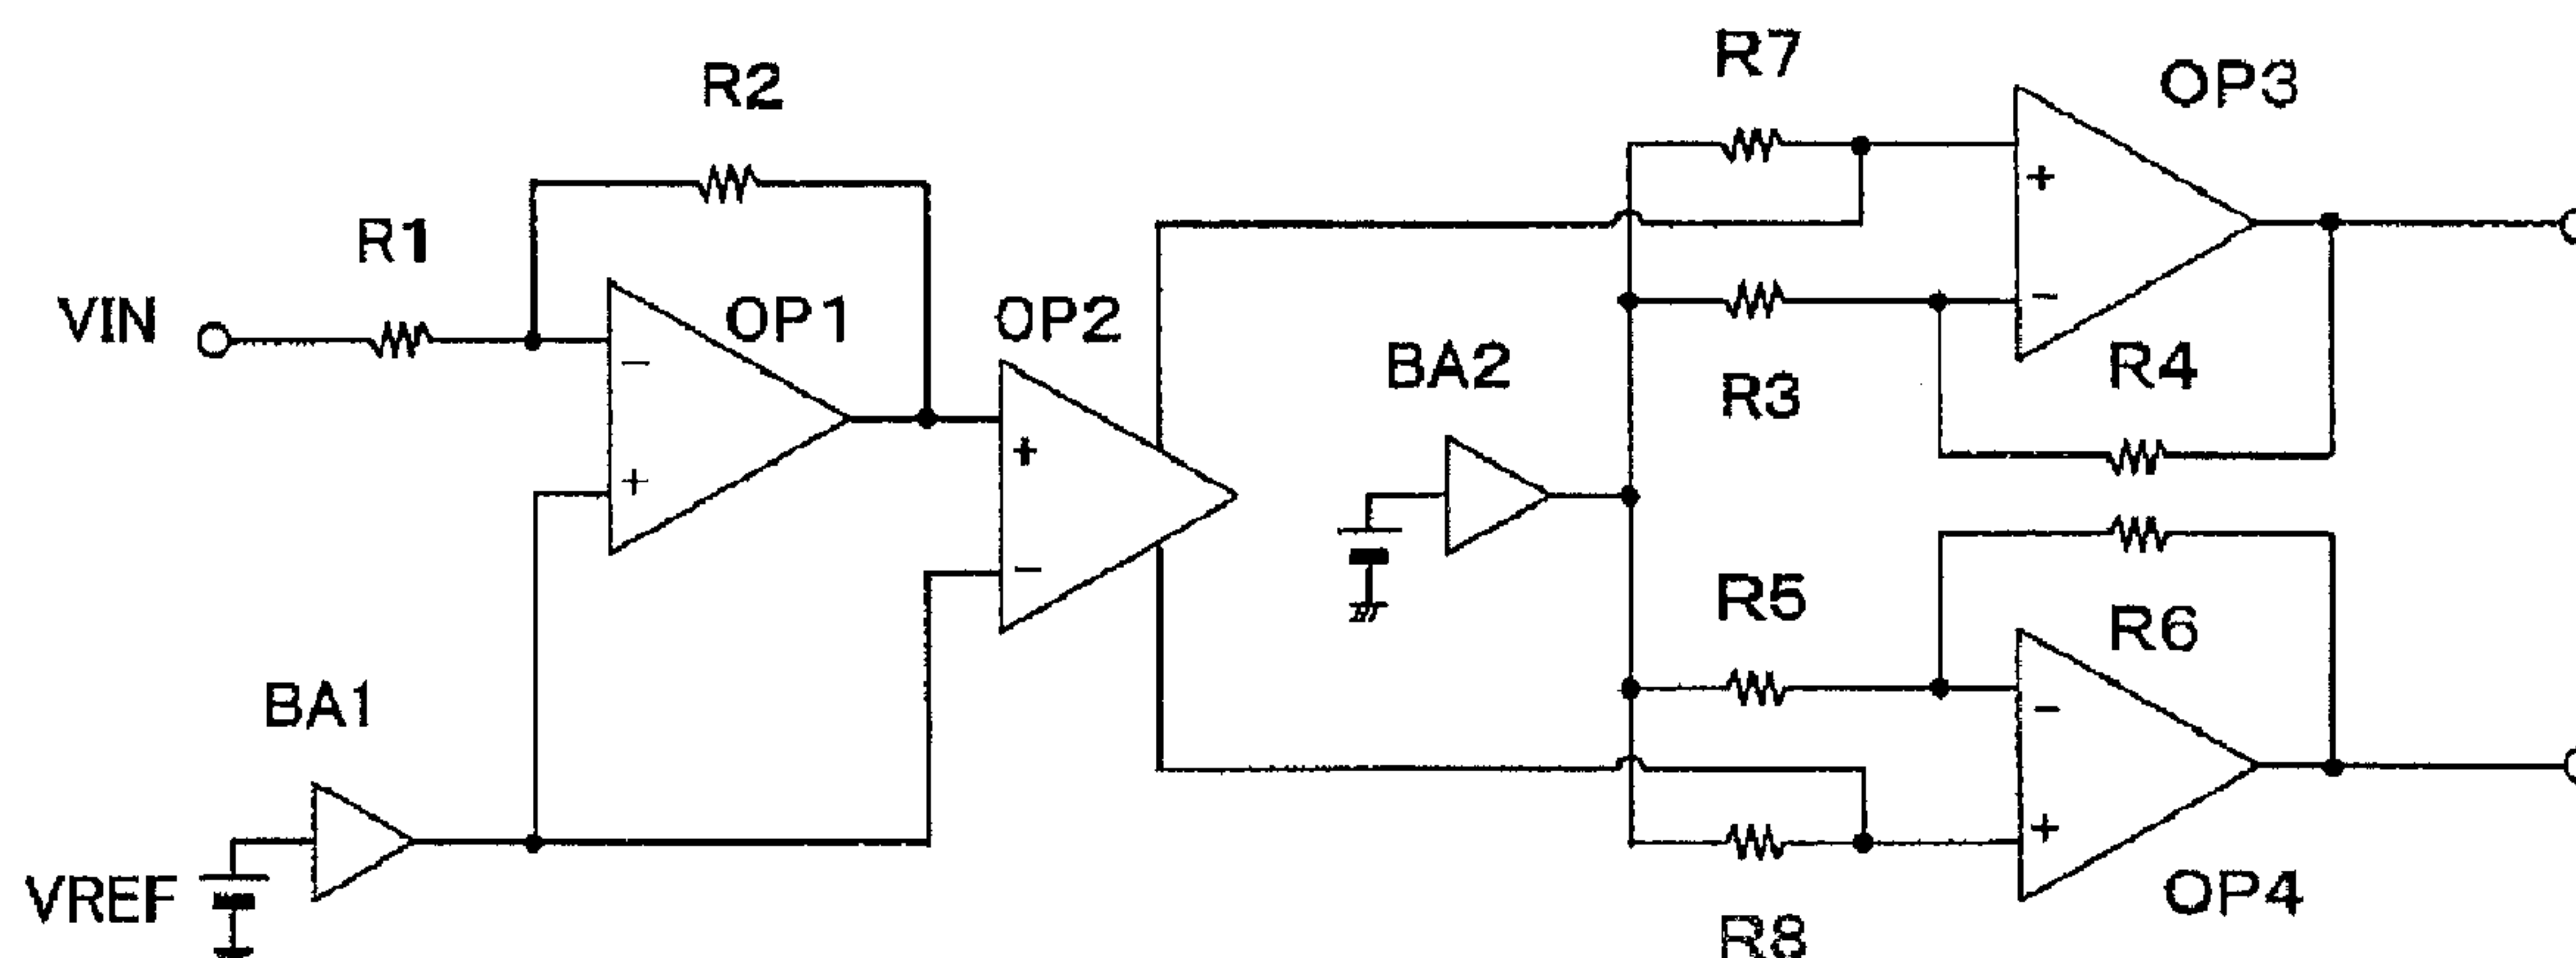 R7
OP3
R2
R1
VIN
OP1
OP2
+
-
BA2
R3
R4
-
+
+
-
R5
R6
BA1
-
+
VREF
OP4
R8